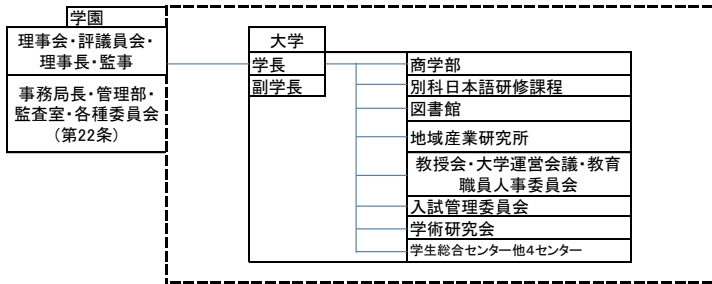 学園
理事会・評議員会・
理事長・監事
事務局長・管理部・
監査室・各種委員会
(第22条)
大学
学長
副学長
商学部
別科日本語研修課程
図書館
地域産業研究所
教授会・大学運営会議・教育
職員人事委員会
入試管理委員会
学術研究会
学生総合センター他4センター